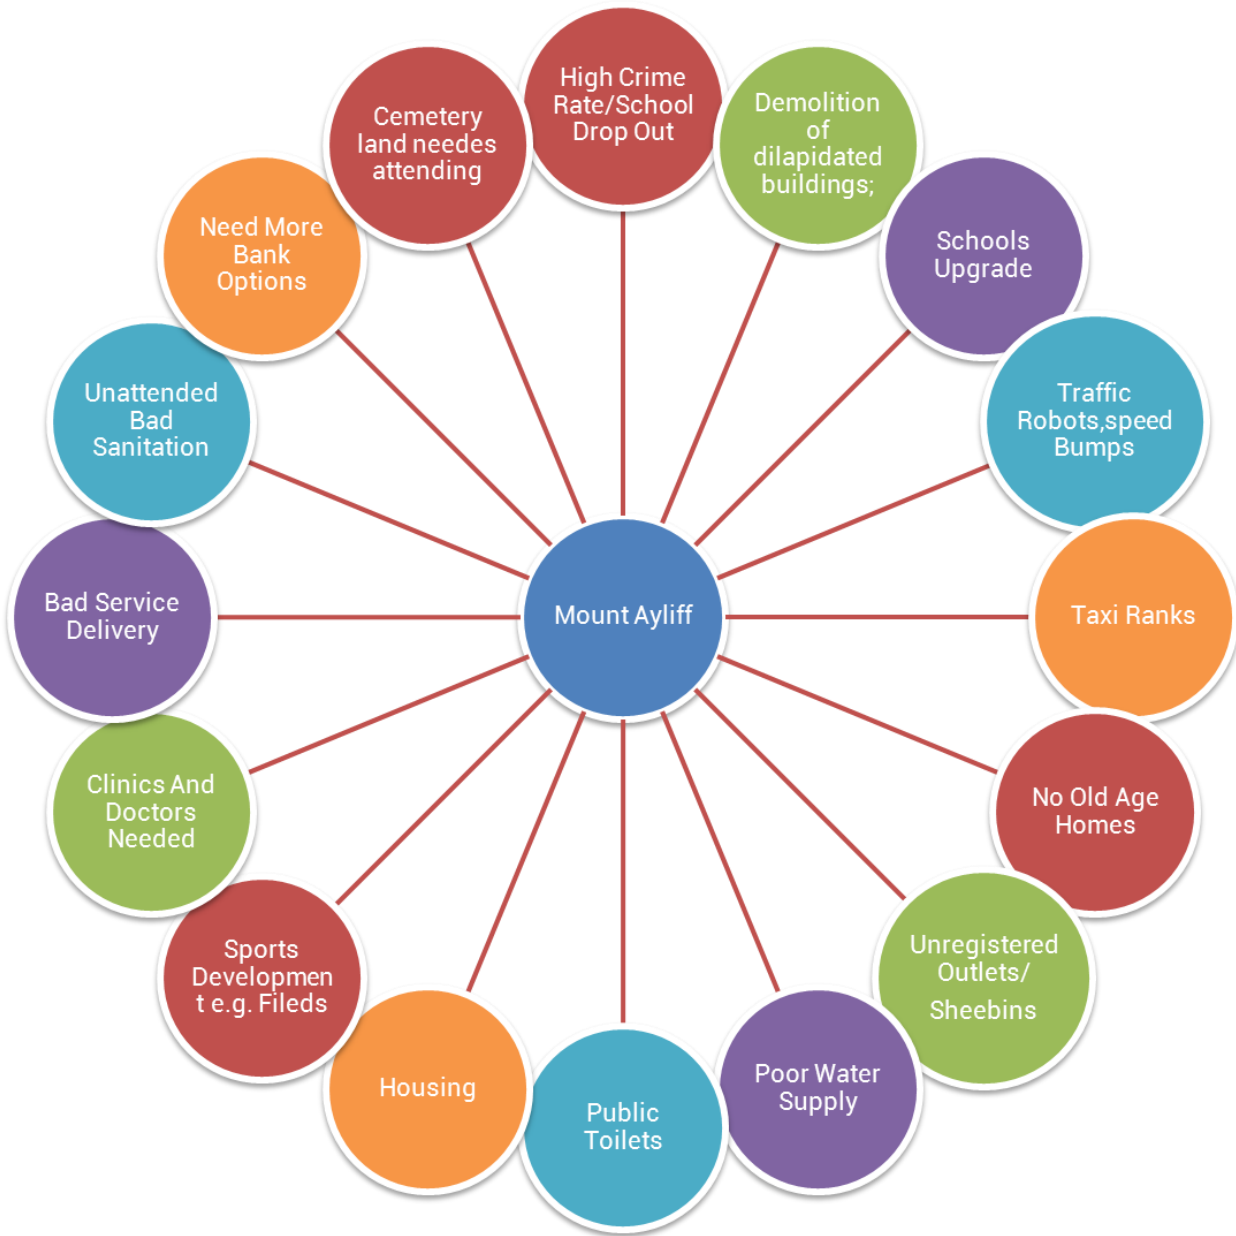 High Crime
Rate/School
Drop Out
Demolition
of
dilapidated
buildings;
Schools
Upgrade
Traffic
Robots,speed
Bumps
Taxi Ranks
No Old Age
Homes
Unregistered
Outlets/
Sheebins
Poor Water
Supply
Public
Toilets
Housing
Sports
Developmen
t e.g. Fileds
Clinics And
Doctors
Needed
Bad Service
Delivery
Unattended
Bad
Sanitation
Need More
Bank
Options
Cemetery
land needes
attending
Mount Ayliff